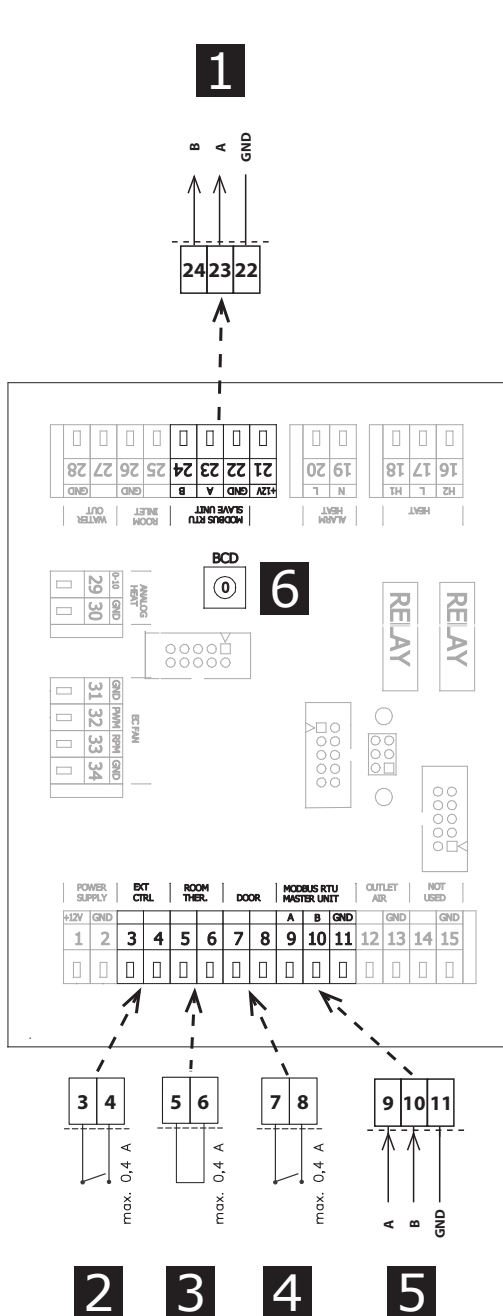 1
B A GND
24 23 22
28 27 26 25 24 23 22 21 20 19 18 17 16
GND GND B A GND +12V L N H1 L H2
WATER OUT
ROOM INLET
MODBUS RTU SLAVE UNIT
ALARM HEAT
HEAT
BCD
0
6
29 0-10
30 GND
ANALOG HEAT
RELAY RELAY
31 GND
32 PWM
33 RPM
34 GND
EC FAN
POWER SUPPLY
EXT CTRL
ROOM THER.
DOOR
MODBUS RTU MASTER UNIT
OUTLET AIR
NOT USED
+12V GND A B GND GND GND
1 2 3 4 5 6 7 8 9 10 11 12 13 14 15
3 4
5 6
7 8
9 10 11
max. 0,4 A
max. 0,4 A
max. 0,4 A
A B GND
2 3 4 5